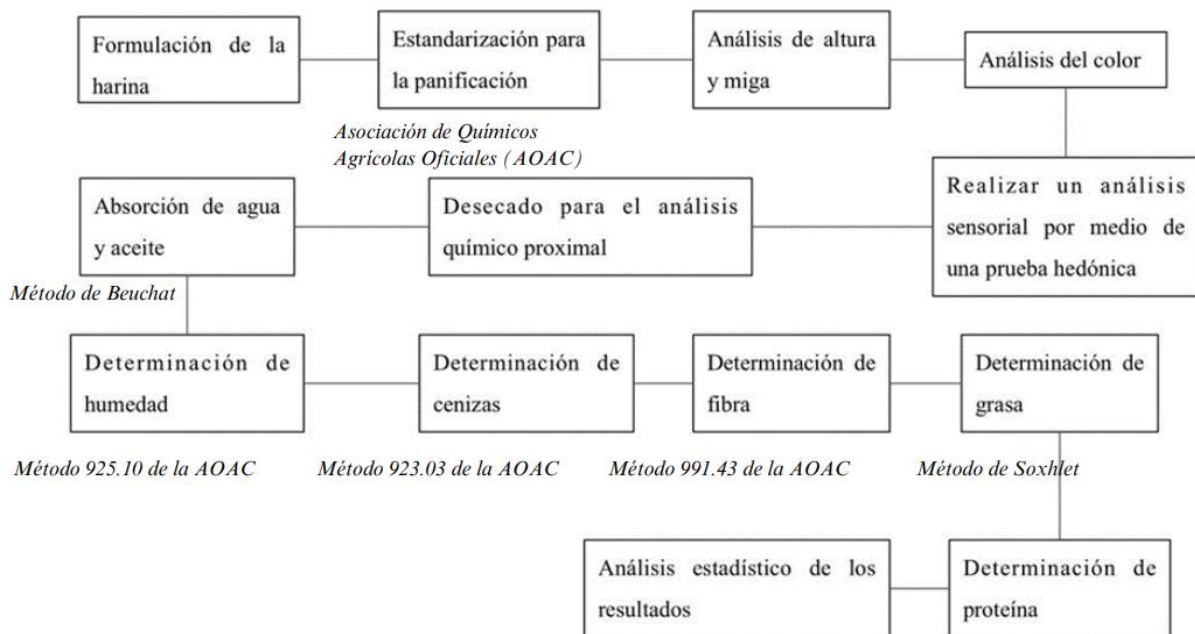 Formulación de la
harina
Estandarización para
la panificación
Análisis de altura
y miga
Análisis del color
Asociación de Químicos
Agrícolas Oficiales (AOAC)
Realizar un análisis
sensorial por medio de
una prueba hedónica
Desecado para el análisis
químico proximal
Absorción de agua
y aceite
Método de Beuchat
Determinación de
humedad
Determinación de
cenizas
Determinación de
fibra
Determinación de
grasa
Método 925.10 de la AOAC
Método 923.03 de la AOAC
Método 991.43 de la AOAC
Método de Soxhlet
Determinación de
proteína
Análisis estadístico de los
resultados